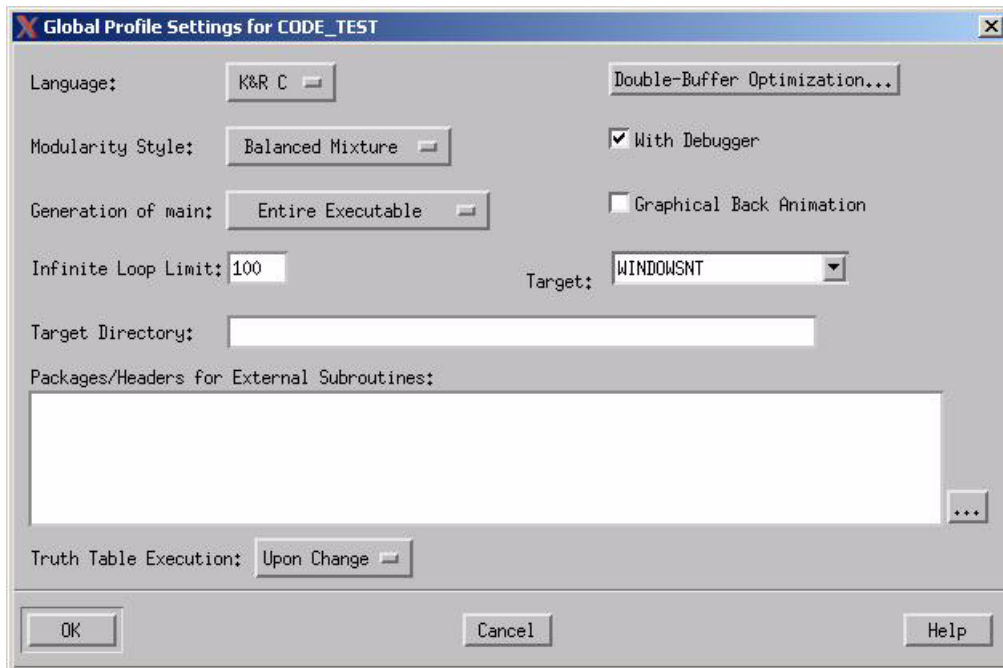 Global Profile Settings for CODE_TEST
Language: K&R C Double-Buffer Optimization...
Modularity Style: Balanced Mixture With Debugger
Generation of main: Entire Executable Graphical Back Animation
Infinite Loop Limit: 100 Target: WINDOWSNT
Target Directory:
Packages/Headers for External Subroutines:
...
Truth Table Execution: Upon Change
OK Cancel Help